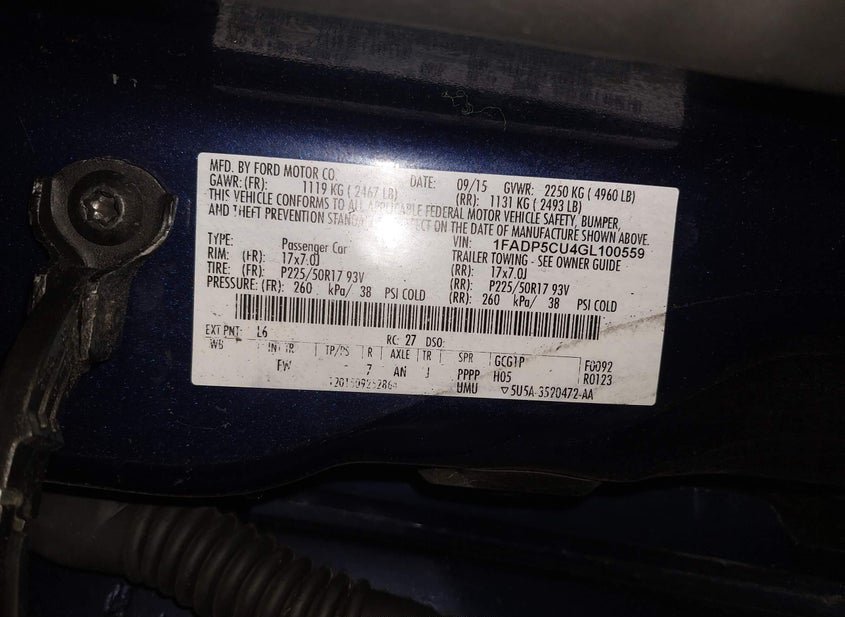 MFD. BY FORD MOTOR CO. DATE: 09/15 GVWR: 2250 KG ( 4960 LB)
GAWR: (FR): 1119 KG ( 2467 LB) (RR): 1131 KG ( 2493 LB)
THIS VEHICLE CONFORMS TO ALL APPLICABLE FEDERAL MOTOR VEHICLE SAFETY, BUMPER,
AND THEFT PREVENTION EFFECT ON THE DATE OF MANUFACTURE SHOWN ABOVE.
VIN: 1FADP5CU4GL100559
TYPE: Passenger Car TRAILER TOWING - SEE OWNER GUIDE
RIM: (FR): 17x7.0J (RR): 17x7.0J
TIRE: (FR): P225/50R17 93V (RR): P225/50R17 93V
PRESSURE: (FR): 260 kPa/ 38 PSI COLD (RR): 260 kPa/ 38 PSI COLD
EXT PNT: L6 RC: 27 DSO:
WB INT TR TP/PS R AXLE TR SPR GCG1P F0092
FW 7 AN J PPPP H05 R0123
UMU ▽5U5A-3520472-AA